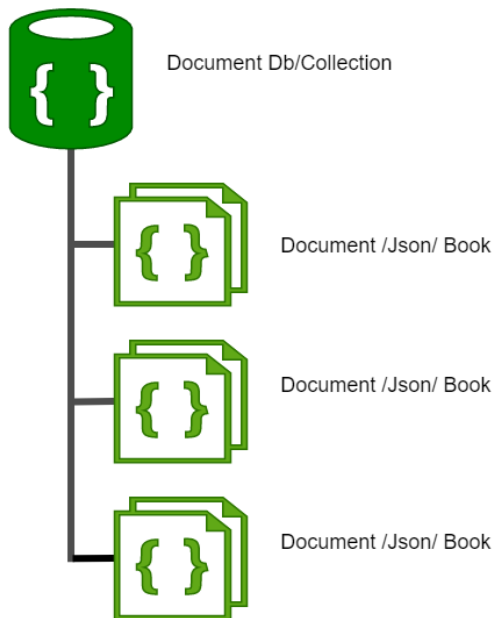 { }
Document Db/Collection
{ }
Document /Json/ Book
{ }
Document /Json/ Book
{ }
Document /Json/ Book